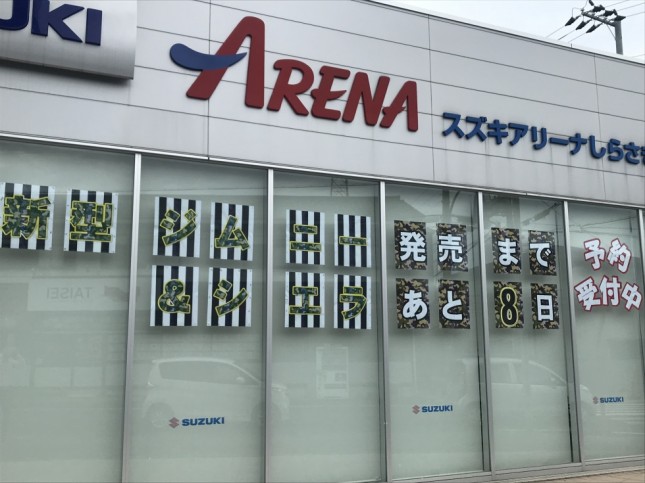 UKI
ARENA
スズキアリーナしらさ
新型ジムニー 発売まで 予約
&シエラ あと8日 受付中
TAISEI
SUZUKI
SUZUKI